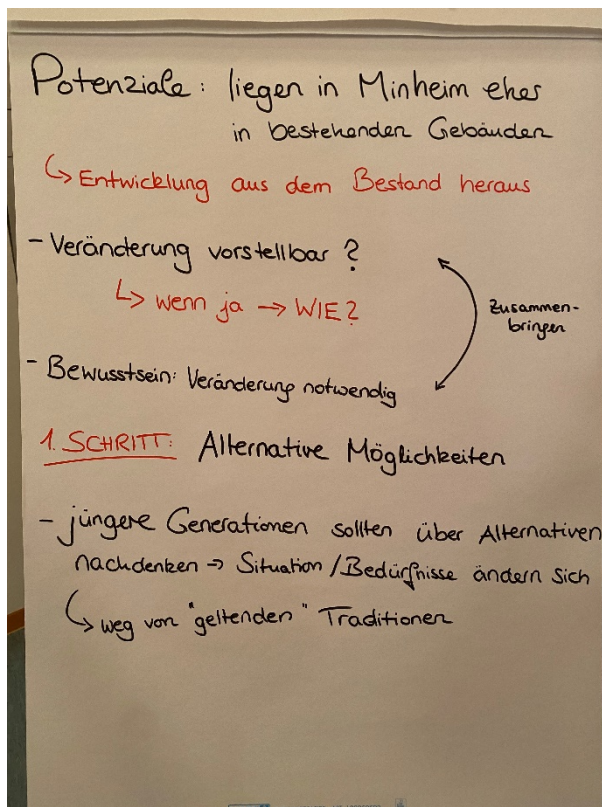 Potenziale: liegen in Minheim eher
in bestehenden Gebäuden
↳ Entwicklung aus dem Bestand heraus
- Veränderung vorstellbar?
↳ wenn ja → WIE?
Zusammen-
bringen
- Bewusstsein: Veränderung notwendig
1. SCHRITT: Alternative Möglichkeiten
- jüngere Generationen sollten über Alternativen
nachdenken → Situation / Bedürfnisse ändern sich
↳ weg von "geltenden" Traditionen